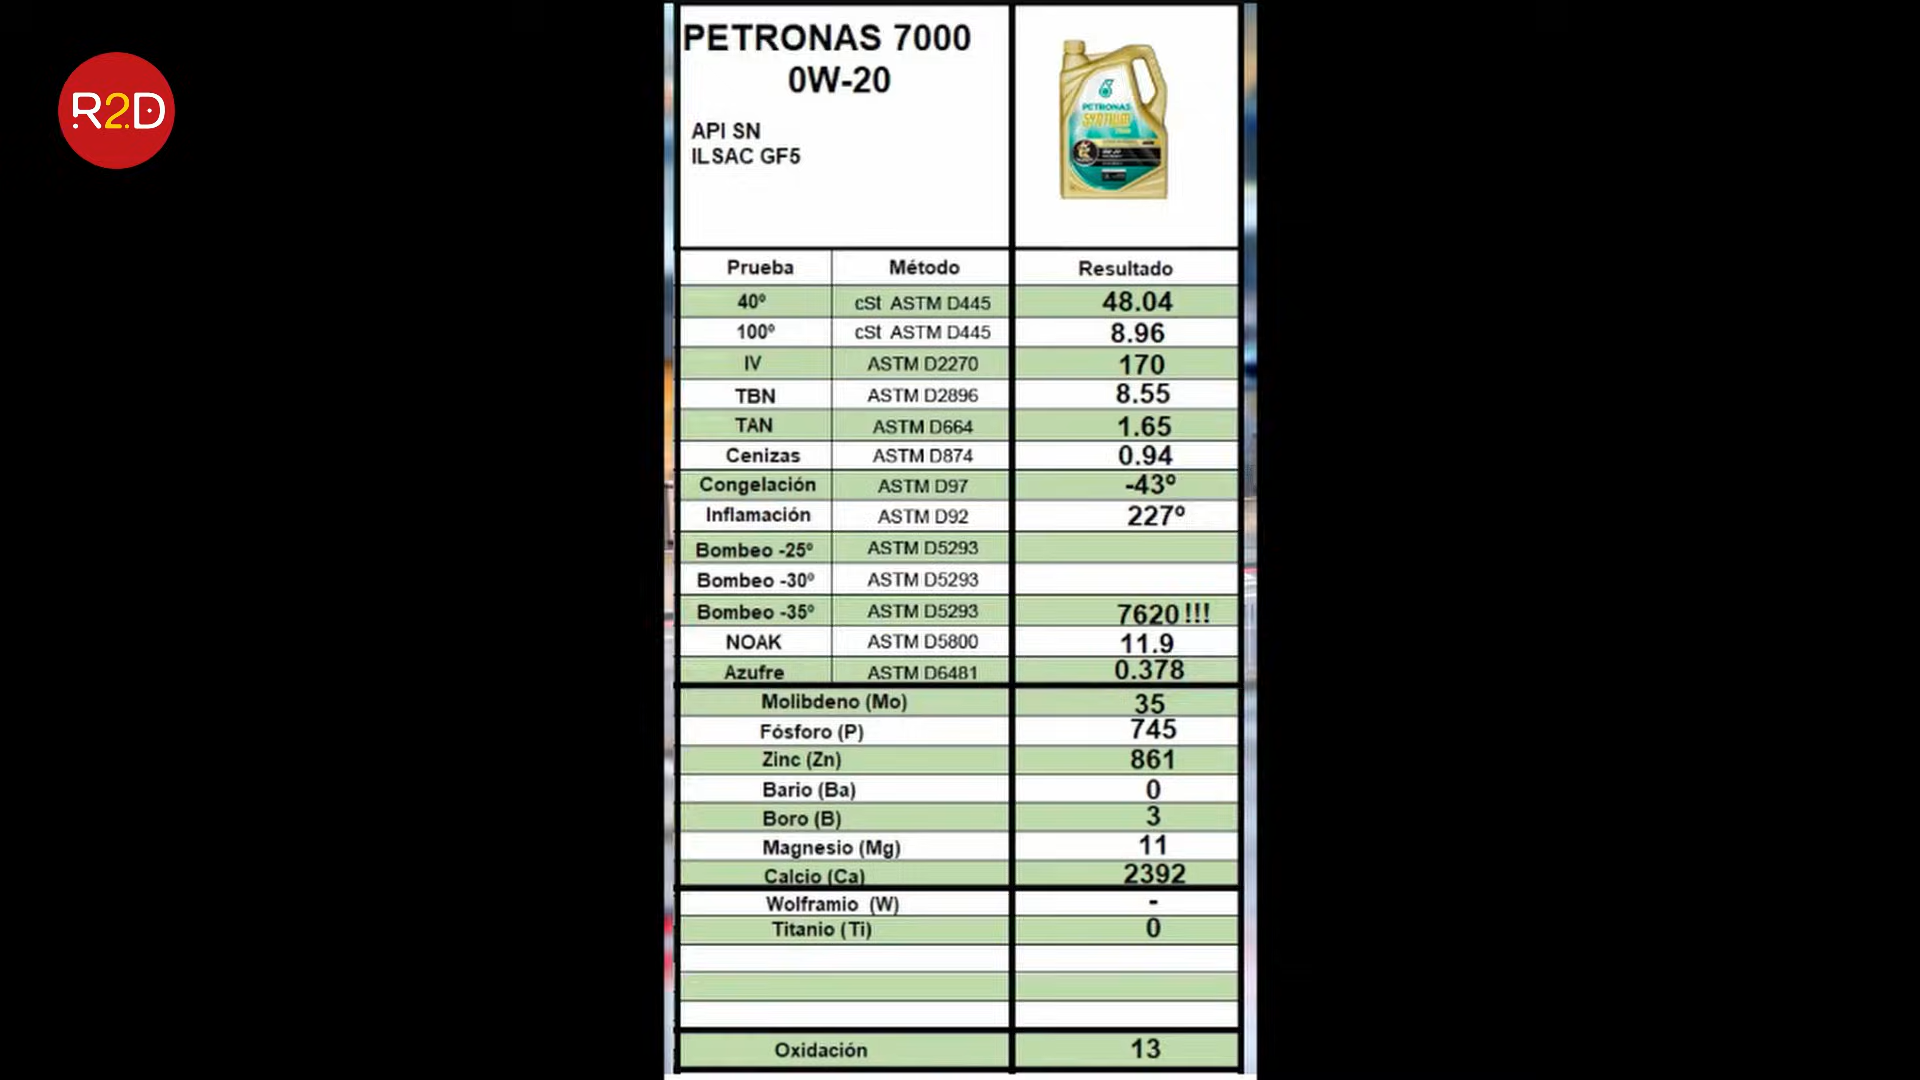 R2D
PETRONAS 7000
0W-20
API SN
ILSAC GF5
PETRONAS
SYNTIUM
Prueba Método Resultado
40º cSt ASTM D445 48.04
100º cSt ASTM D445 8.96
IV ASTM D2270 170
TBN ASTM D2896 8.55
TAN ASTM D664 1.65
Cenizas ASTM D874 0.94
Congelación ASTM D97 -43º
Inflamación ASTM D92 227º
Bombeo -25º ASTM D5293
Bombeo -30º ASTM D5293
Bombeo -35º ASTM D5293 7620!!!
NOAK ASTM D5800 11.9
Azufre ASTM D6481 0.378
Molibdeno (Mo) 35
Fósforo (P) 745
Zinc (Zn) 861
Bario (Ba) 0
Boro (B) 3
Magnesio (Mg) 11
Calcio (Ca) 2392
Wolframio (W) -
Titanio (Ti) 0
Oxidación 13